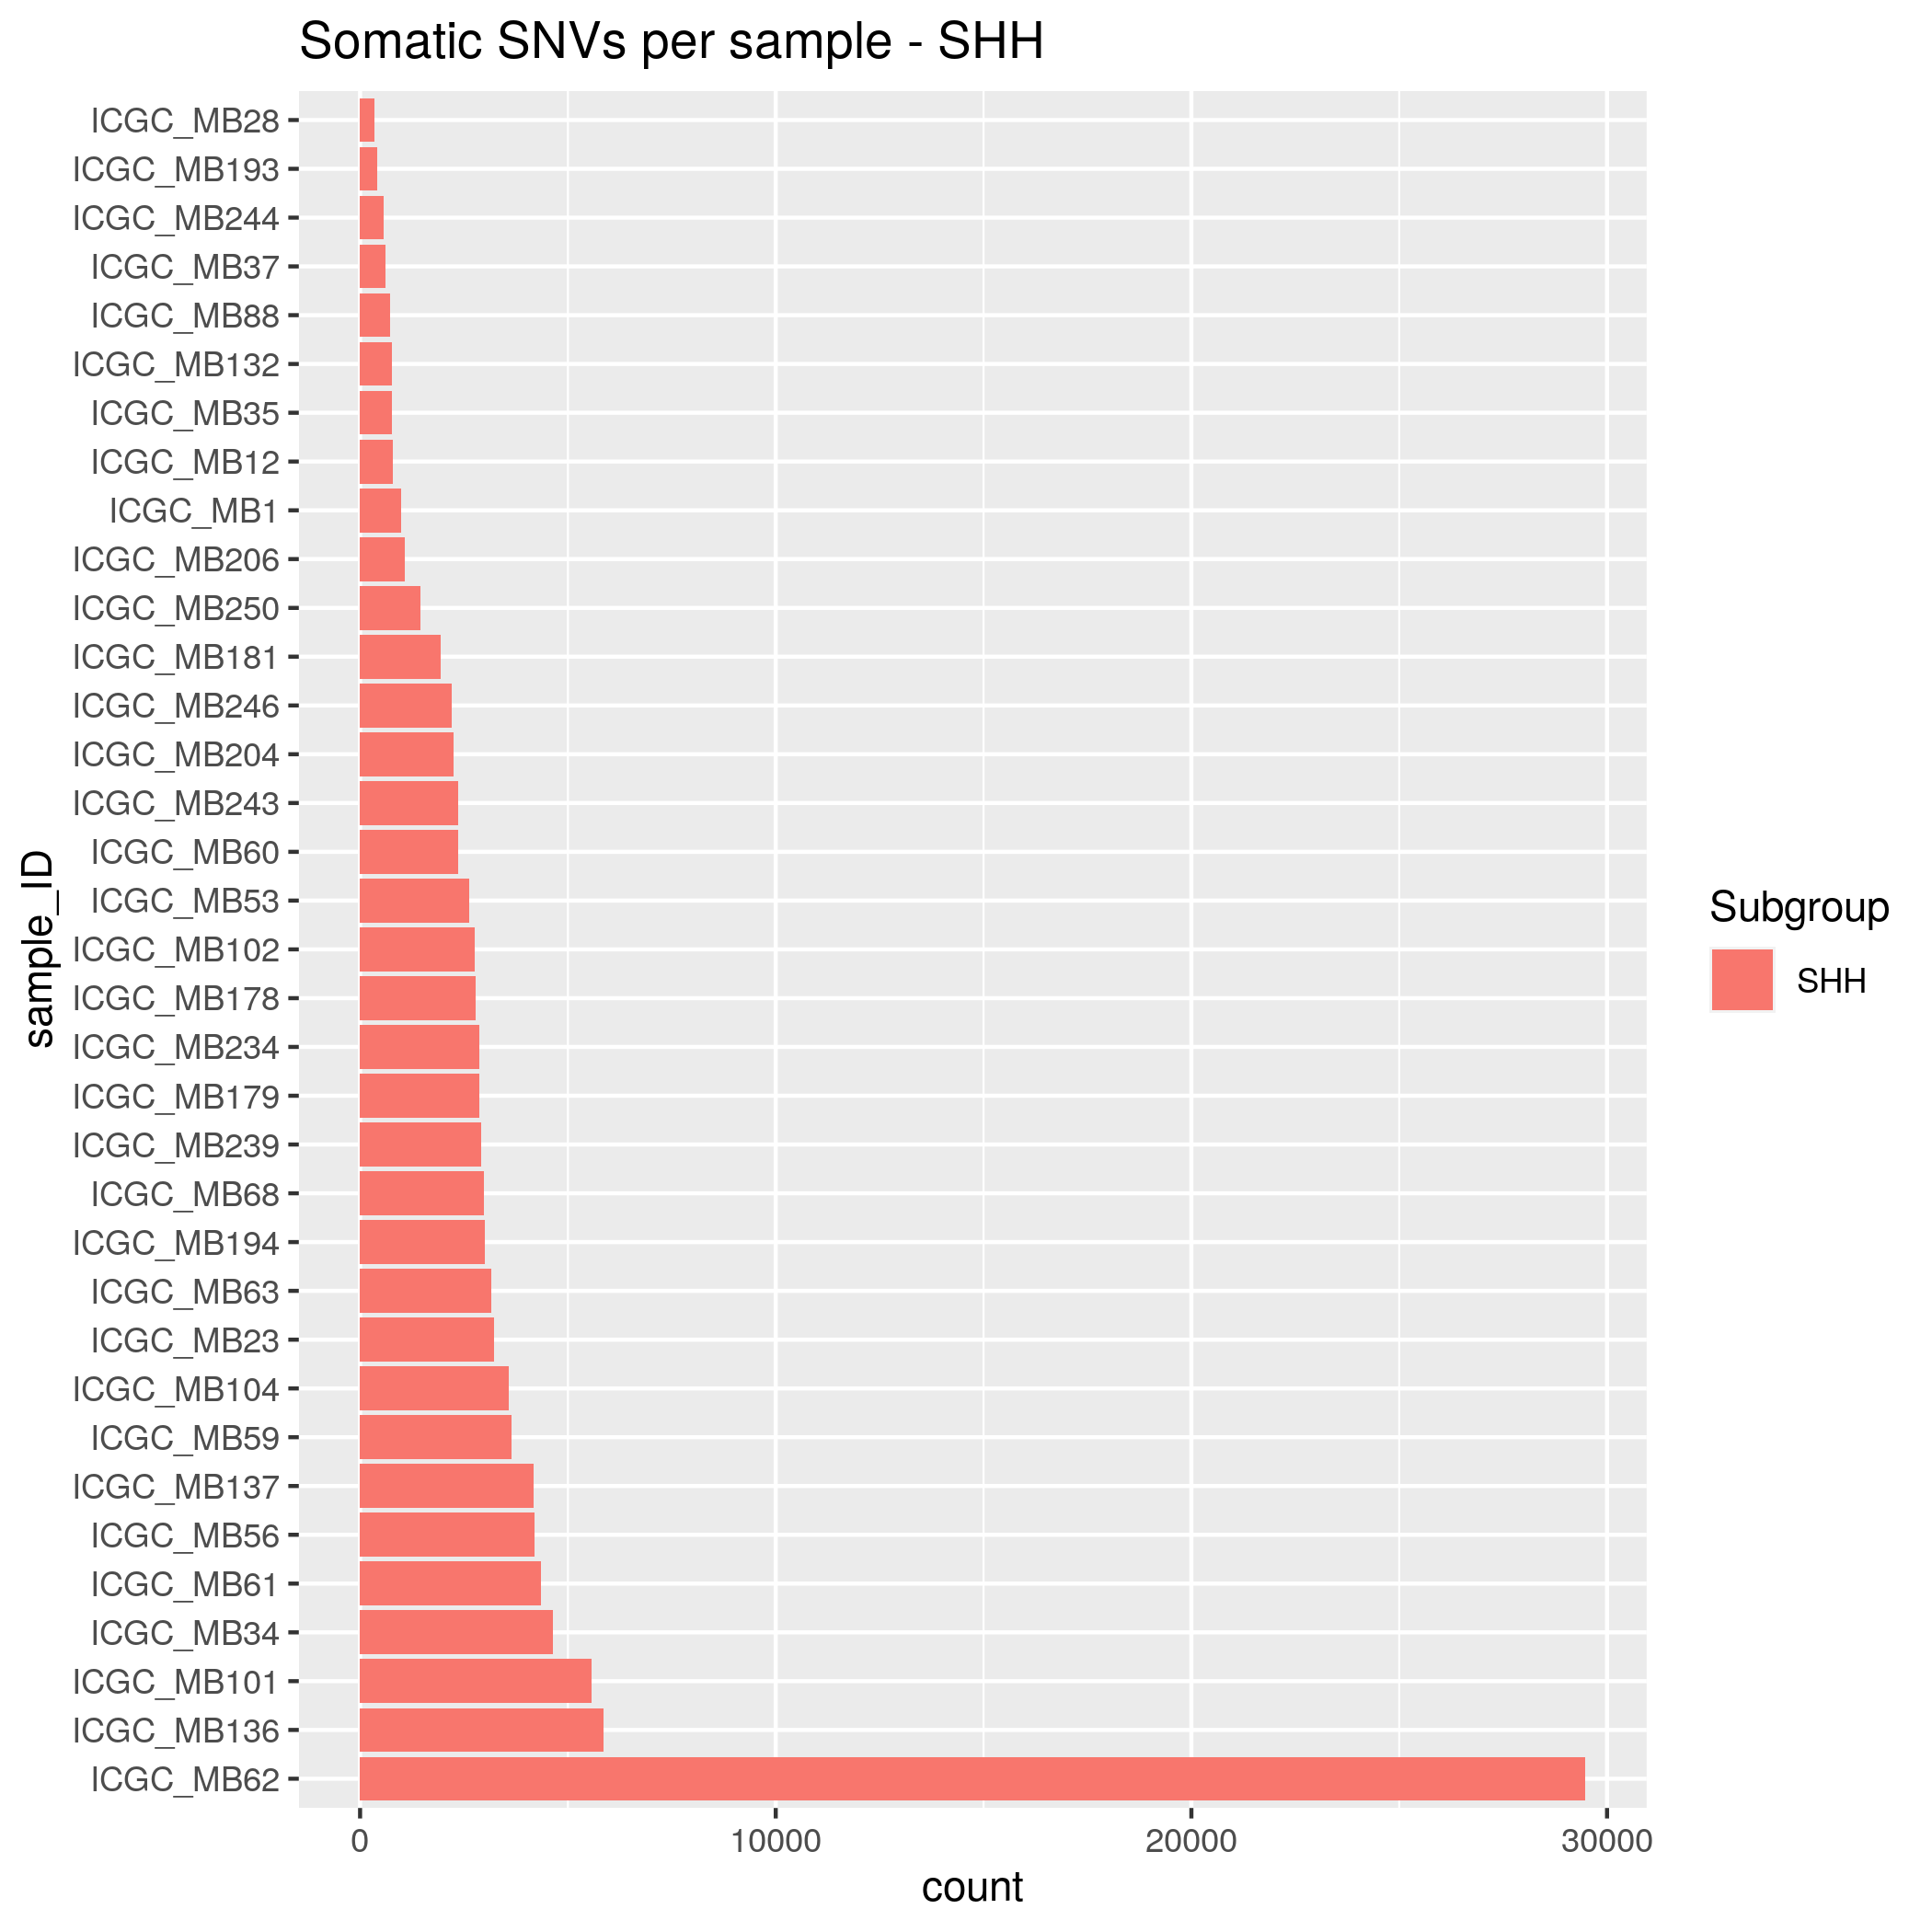 Somatic SNVs per sample - SHH
ICGC_MB28
ICGC_MB193
ICGC_MB244
ICGC_MB37
ICGC_MB88
ICGC_MB132
ICGC_MB35
ICGC_MB12
ICGC_MB1
ICGC_MB206
ICGC_MB250
ICGC_MB181
ICGC_MB246
ICGC_MB204
ICGC_MB243
ICGC_MB60
ICGC_MB53
ICGC_MB102
ICGC_MB178
ICGC_MB234
ICGC_MB179
ICGC_MB239
ICGC_MB68
ICGC_MB194
ICGC_MB63
ICGC_MB23
ICGC_MB104
ICGC_MB59
ICGC_MB137
ICGC_MB56
ICGC_MB61
ICGC_MB34
ICGC_MB101
ICGC_MB136
ICGC_MB62
sample_ID
0 10000 20000 30000
count
Subgroup
SHH